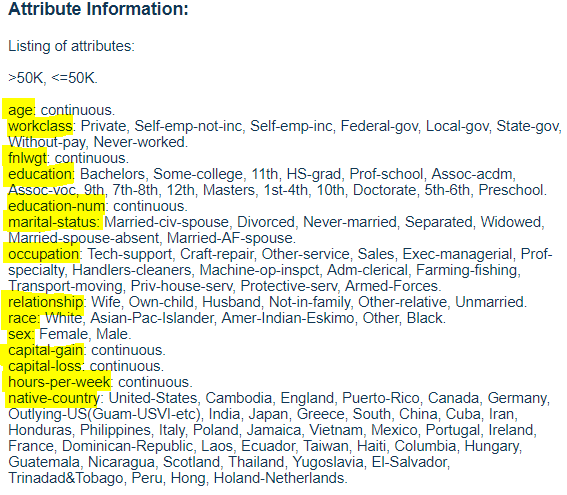 Attribute Information:
Listing of attributes:
>50K, <=50K.
age: continuous.
workclass: Private, Self-emp-not-inc, Self-emp-inc, Federal-gov, Local-gov, State-gov,
Without-pay, Never-worked.
fnlwgt: continuous.
education: Bachelors, Some-college, 11th, HS-grad, Prof-school, Assoc-acdm,
Assoc-voc, 9th, 7th-8th, 12th, Masters, 1st-4th, 10th, Doctorate, 5th-6th, Preschool.
education-num: continuous.
marital-status: Married-civ-spouse, Divorced, Never-married, Separated, Widowed,
Married-spouse-absent, Married-AF-spouse.
occupation: Tech-support, Craft-repair, Other-service, Sales, Exec-managerial, Prof-
specialty, Handlers-cleaners, Machine-op-inspct, Adm-clerical, Farming-fishing,
Transport-moving, Priv-house-serv, Protective-serv, Armed-Forces.
relationship: Wife, Own-child, Husband, Not-in-family, Other-relative, Unmarried.
race: White, Asian-Pac-Islander, Amer-Indian-Eskimo, Other, Black.
sex: Female, Male.
capital-gain: continuous.
capital-loss: continuous.
hours-per-week: continuous.
native-country: United-States, Cambodia, England, Puerto-Rico, Canada, Germany,
Outlying-US(Guam-USVI-etc), India, Japan, Greece, South, China, Cuba, Iran,
Honduras, Philippines, Italy, Poland, Jamaica, Vietnam, Mexico, Portugal, Ireland,
France, Dominican-Republic, Laos, Ecuador, Taiwan, Haiti, Columbia, Hungary,
Guatemala, Nicaragua, Scotland, Thailand, Yugoslavia, El-Salvador,
Trinadad&Tobago, Peru, Hong, Holand-Netherlands.